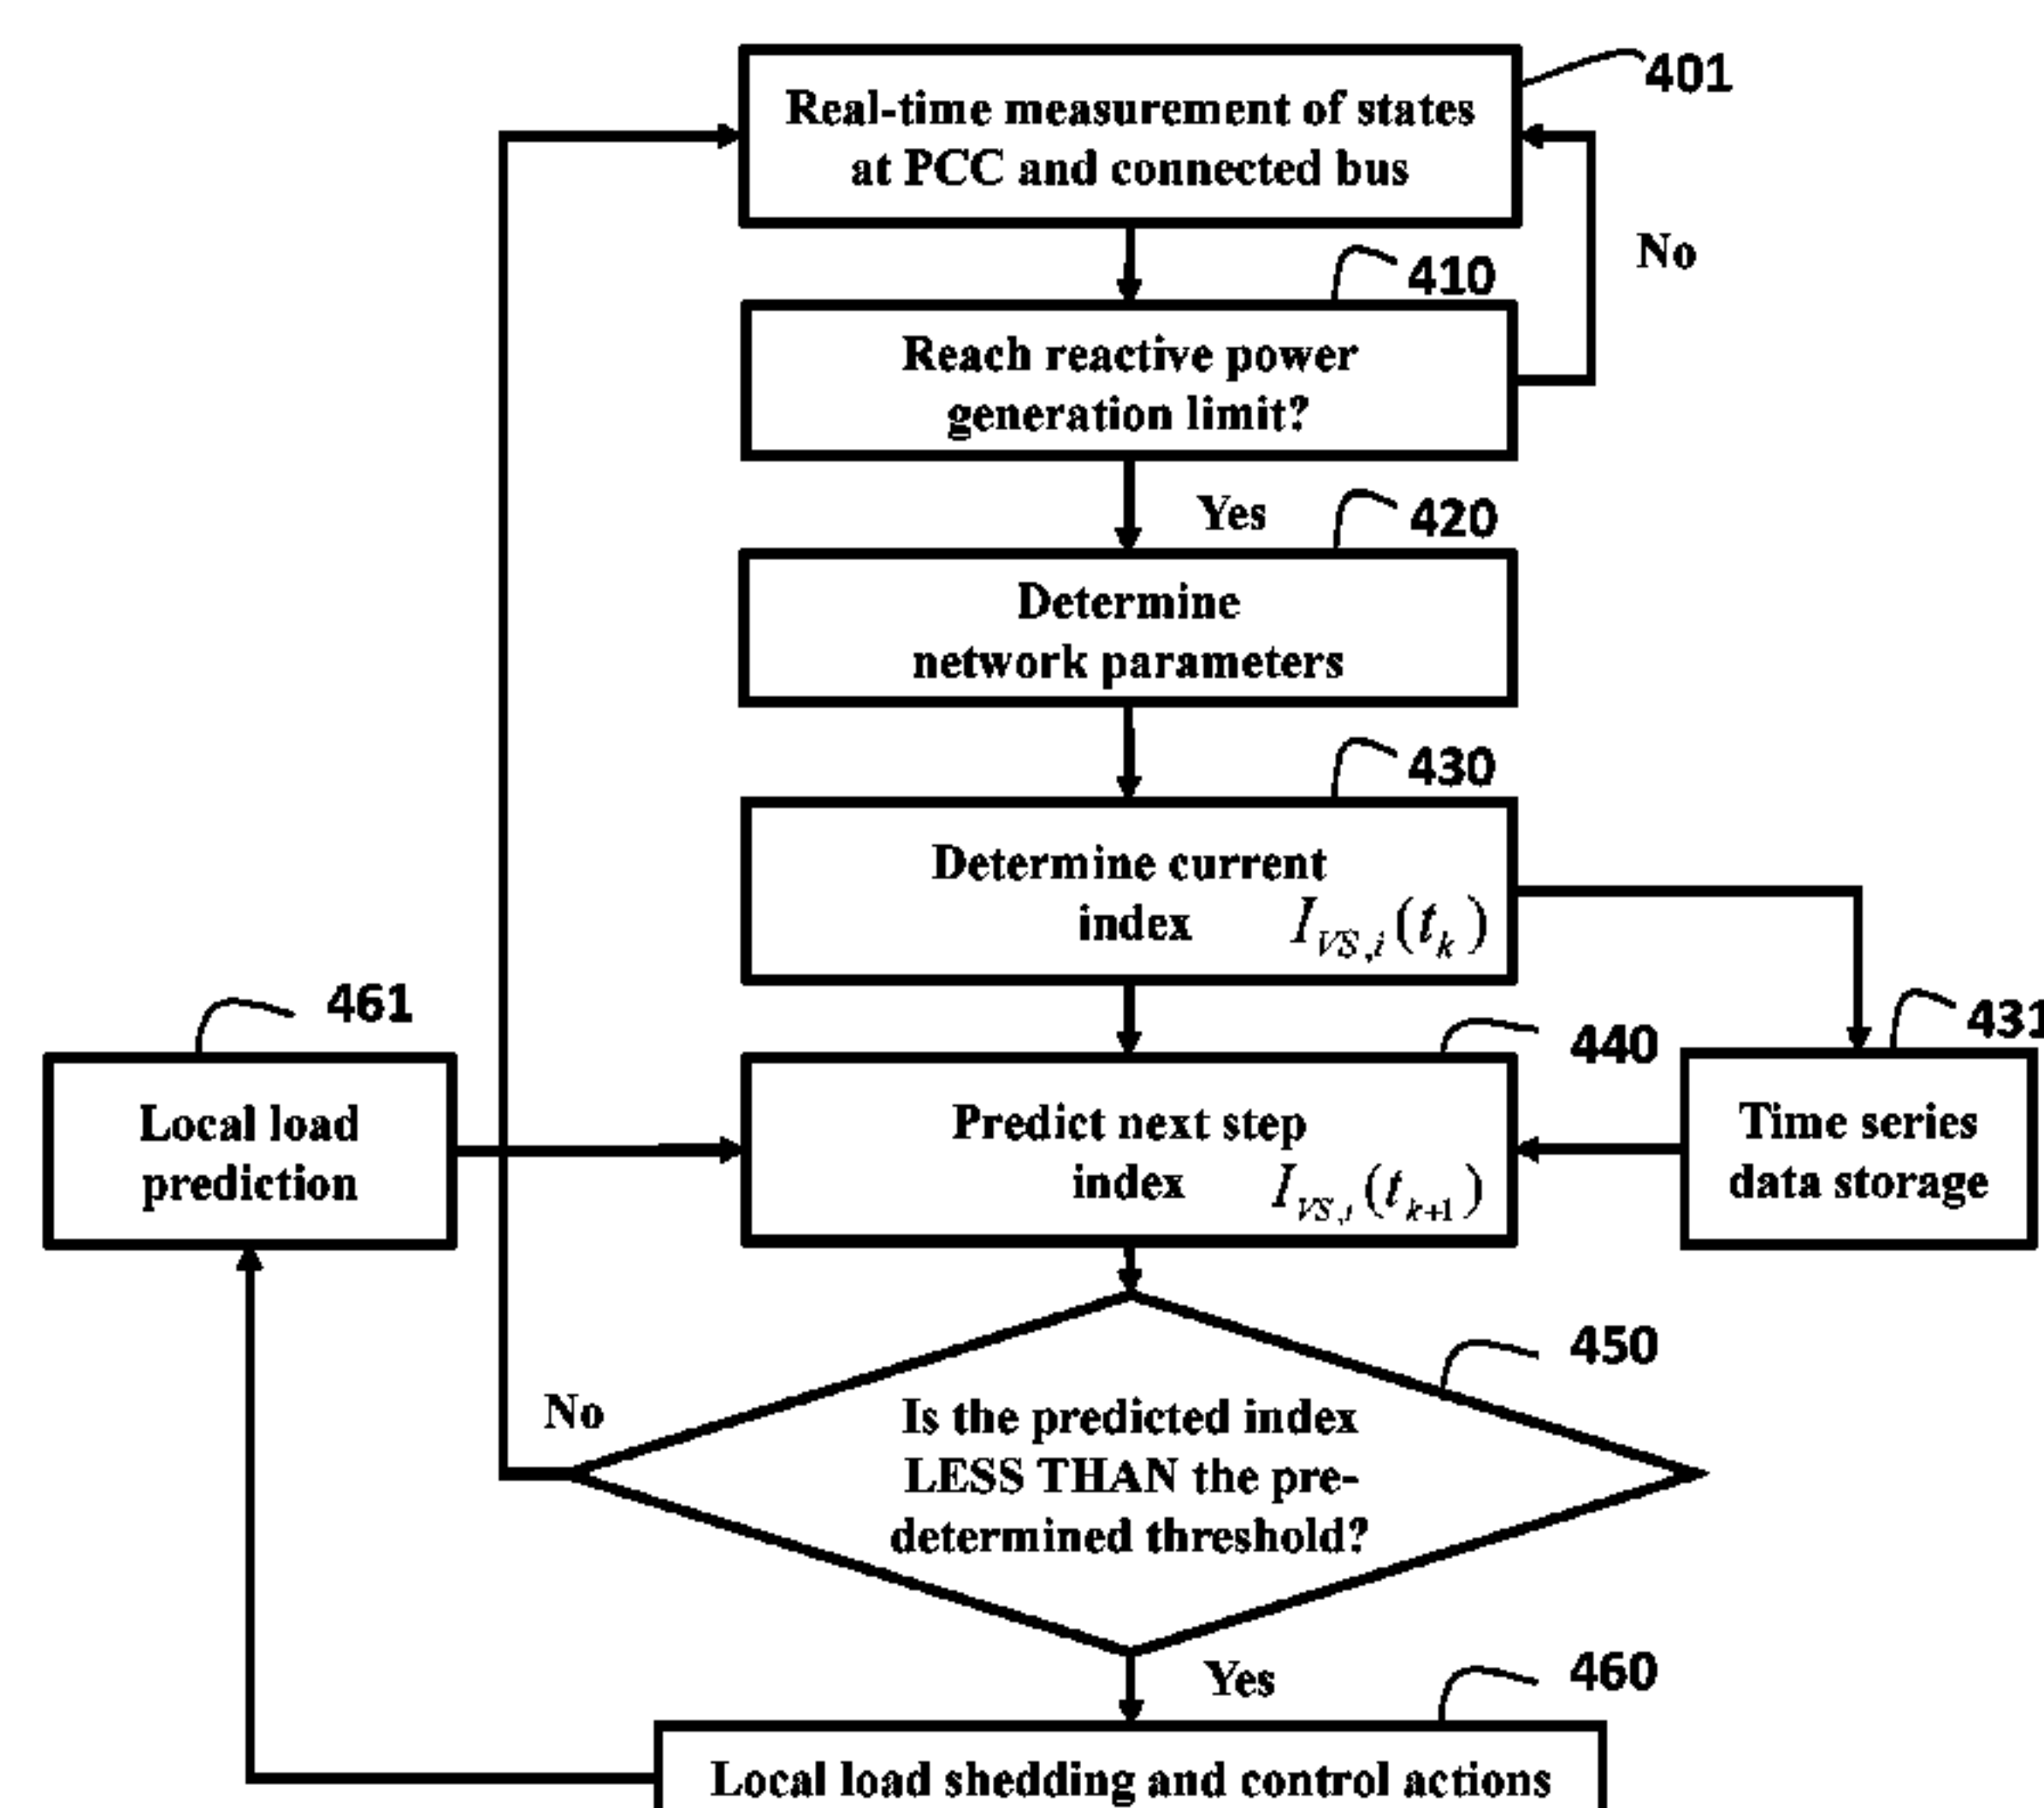 401
Real-time measurement of states
at PCC and connected bus
No
410
Reach reactive power
generation limit?
Yes
420
Determine
network parameters
430
Determine current
index I_{VS,i}(t_k)
461
431
440
Local load
prediction
Predict next step
index I_{VS,i}(t_{k+1})
Time series
data storage
450
No
Is the predicted index
LESS THAN the pre-
determined threshold?
Yes
460
Local load shedding and control actions